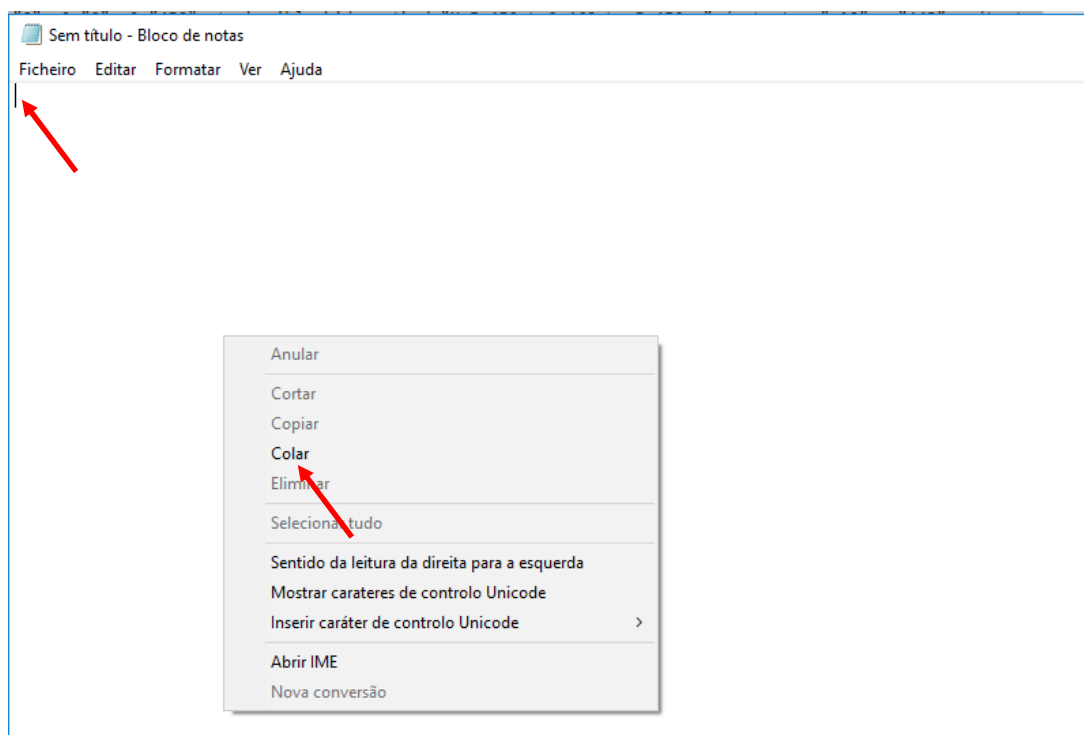 Sem título - Bloco de notas
Ficheiro Editar Formatar Ver Ajuda
Anular
Cortar
Copiar
Colar
Eliminar
Selecionar tudo
Sentido da leitura da direita para a esquerda
Mostrar carateres de controlo Unicode
Inserir caráter de controlo Unicode
Abrir IME
Nova conversão